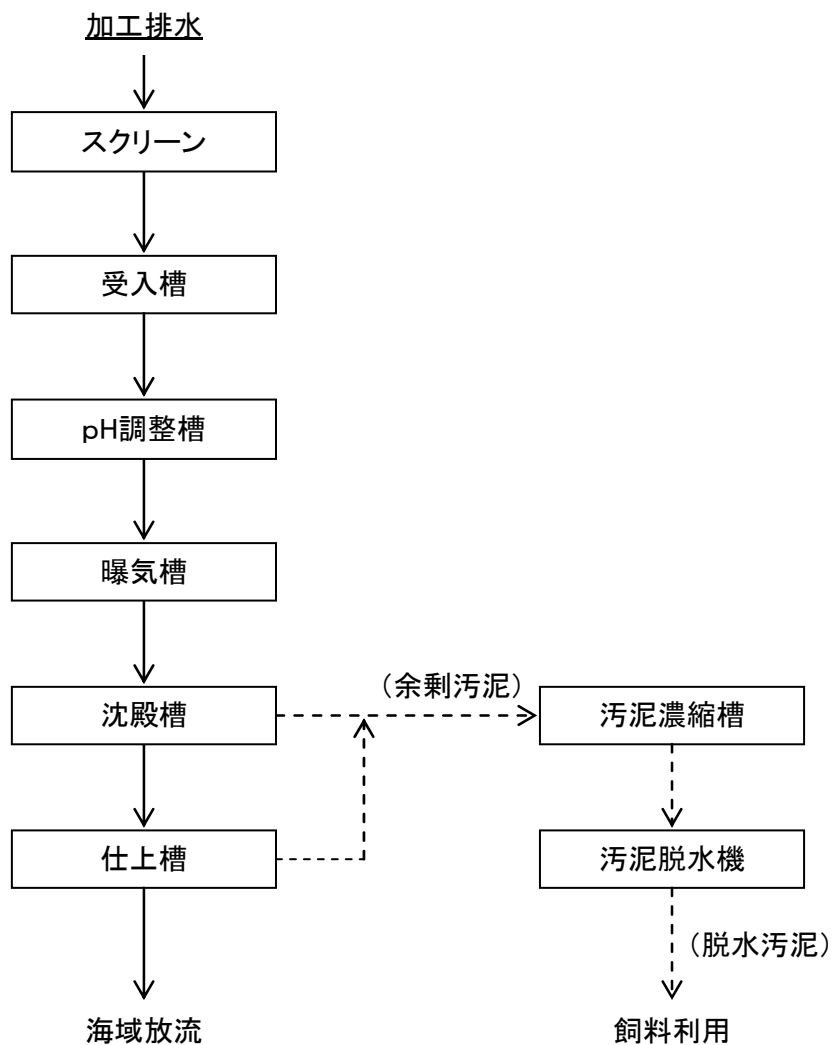 加工排水
スクリーン
受入槽
pH調整槽
曝気槽
沈殿槽
（余剰汚泥）
汚泥濃縮槽
仕上槽
汚泥脱水機
（脱水汚泥）
海域放流
飼料利用